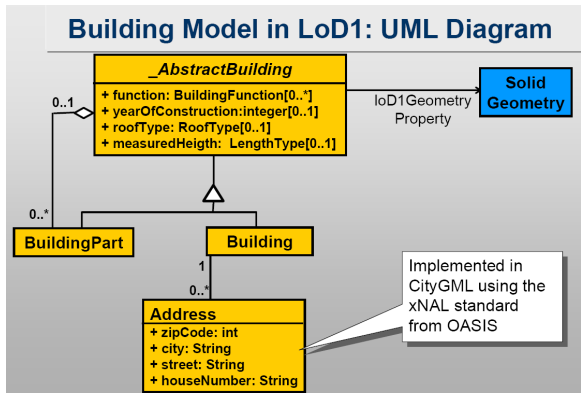 Building Model in LoD1: UML Diagram
_AbstractBuilding
+ function: BuildingFunction[0..*]
+ yearOfConstruction:integer[0..1]
+ roofType: RoofType[0..1]
+ measuredHeigth: LengthType[0..1]
0..1
loD1Geometry
Property
Solid
Geometry
0..*
BuildingPart
Building
1
0..*
Address
+ zipCode: int
+ city: String
+ street: String
+ houseNumber: String
Implemented in
CityGML using the
xNAL standard
from OASIS